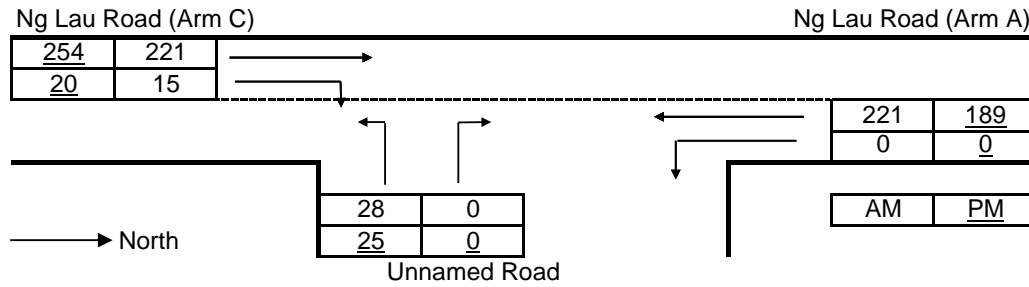 Ng Lau Road (Arm C) Ng Lau Road (Arm A)
254 221
20 15
221 189
0 0
28 0
25 0
AM PM
North
Unnamed Road